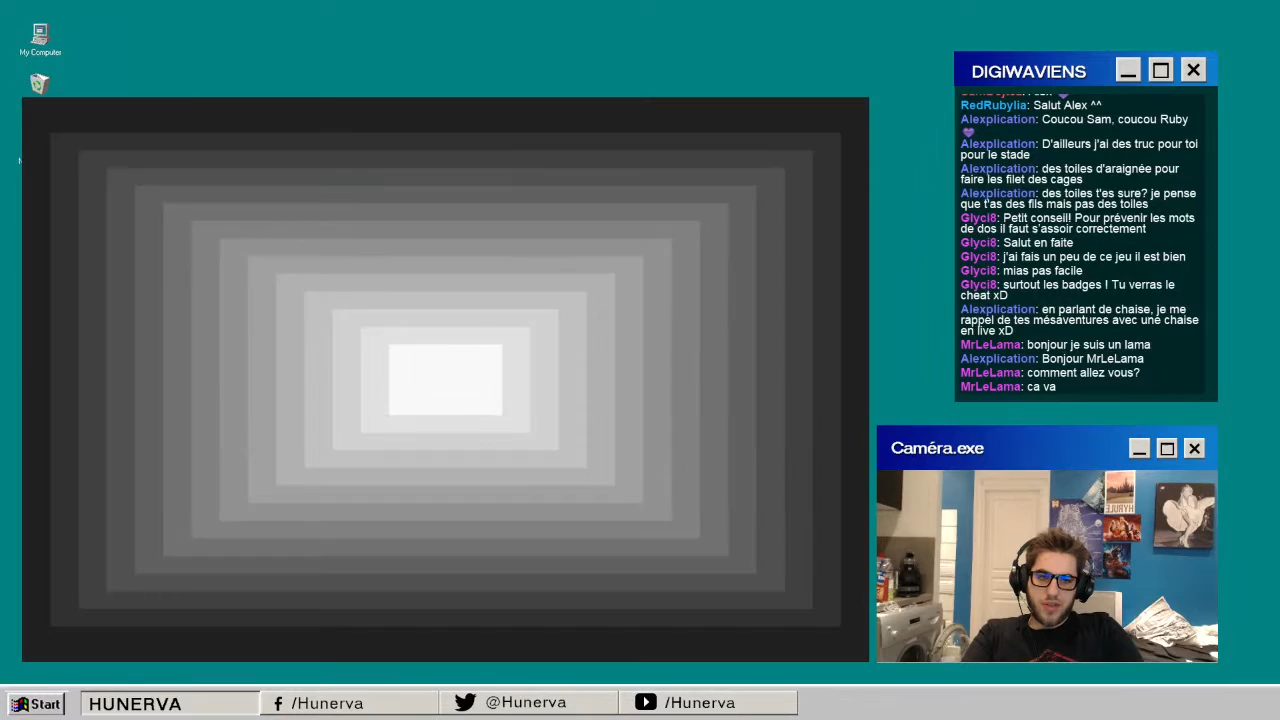 My Computer
DIGIWAVIENS
RedRubylia: Salut Alex ^^
Alexplication: Coucou Sam, coucou Ruby
Alexplication: D'ailleurs j'ai des truc pour toi
pour le stade
Alexplication: des toiles d'araignée pour
faire les filet des cages
Alexplication: des toiles t'es sure? je pense
que t'as des fils mais pas des toiles
Glyci8: Petit conseil! Pour prévenir les mots
de dos il faut s'assoir correctement
Glyci8: Salut en faite
Glyci8: j'ai fais un peu de ce jeu il est bien
Glyci8: mias pas facile
Glyci8: surtout les badges ! Tu verras le
cheat xD
Alexplication: en parlant de chaise, je me
rappel de tes mésaventures avec une chaise
en live xD
MrLeLama: bonjour je suis un lama
Alexplication: Bonjour MrLeLama
MrLeLama: comment allez vous?
MrLeLama: ca va
Caméra.exe
HYRULE
Start
HUNERVA
/Hunerva
@Hunerva
/Hunerva